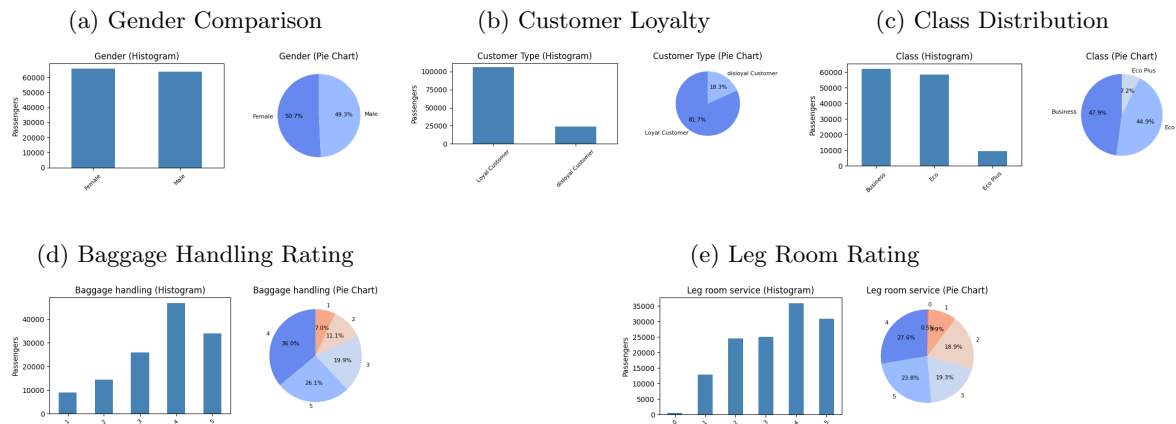 (a) Gender Comparison
Gender (Histogram)
Passengers
60000
50000
40000
30000
20000
10000
0
Female
Male
Gender (Pie Chart)
Female
50.7%
49.3%
Male
(b) Customer Loyalty
Customer Type (Histogram)
Passengers
100000
75000
50000
25000
0
Loyal Customer
disloyal Customer
Customer Type (Pie Chart)
disloyal Customer
18.3%
81.7%
Loyal Customer
(c) Class Distribution
Class (Histogram)
Passengers
60000
50000
40000
30000
20000
10000
0
Business
Eco
Eco Plus
Class (Pie Chart)
Eco Plus
7.2%
Business
47.9%
44.9%
Eco
(d) Baggage Handling Rating
Baggage handling (Histogram)
Passengers
40000
30000
20000
10000
0
1
2
3
4
5
Baggage handling (Pie Chart)
1
7.0%
2
11.1%
4
36.0%
19.9%
3
26.1%
5
(e) Leg Room Rating
Leg room service (Histogram)
Passengers
35000
30000
25000
20000
15000
10000
5000
0
0
1
2
3
4
5
Leg room service (Pie Chart)
0
1
0.5%
9.9%
4
27.6%
18.9%
2
23.8%
19.3%
5
3